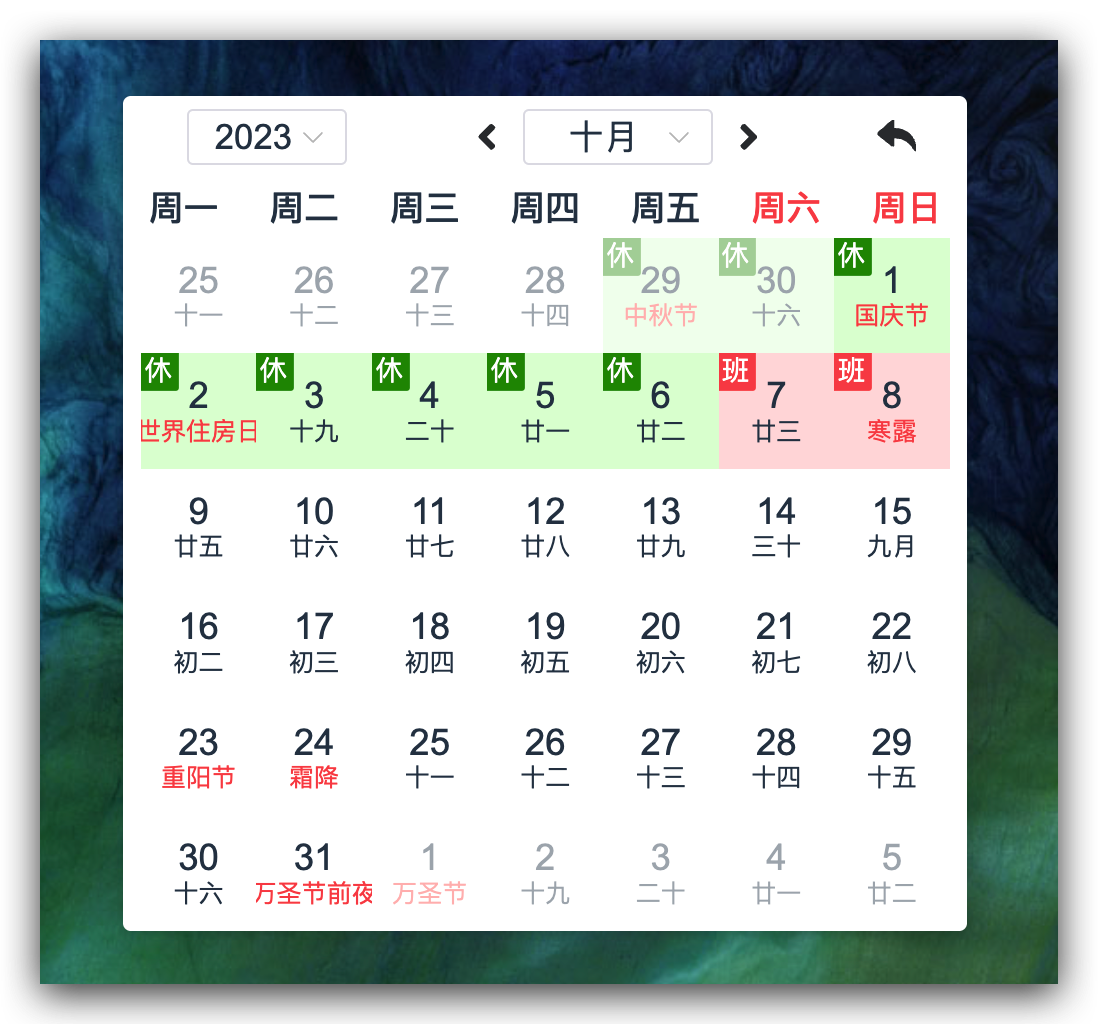 2023 十月
周一 周二 周三 周四 周五 周六 周日
休 休 休
25 26 27 28 29 30 1
十一 十二 十三 十四 中秋节 十六 国庆节
休 休 休 休 休 班 班
2 3 4 5 6 7 8
世界住房日 十九 二十 廿一 廿二 廿三 寒露
9 10 11 12 13 14 15
廿五 廿六 廿七 廿八 廿九 三十 九月
16 17 18 19 20 21 22
初二 初三 初四 初五 初六 初七 初八
23 24 25 26 27 28 29
重阳节 霜降 十一 十二 十三 十四 十五
30 31 1 2 3 4 5
十六 万圣节前夜 万圣节 十九 二十 廿一 廿二